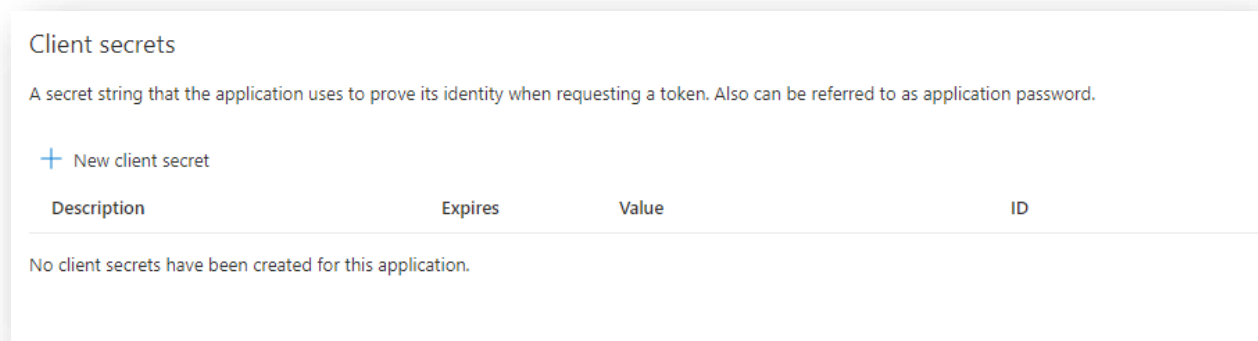 Client secrets
A secret string that the application uses to prove its identity when requesting a token. Also can be referred to as application password.
New client secret
Description Expires Value ID
No client secrets have been created for this application.